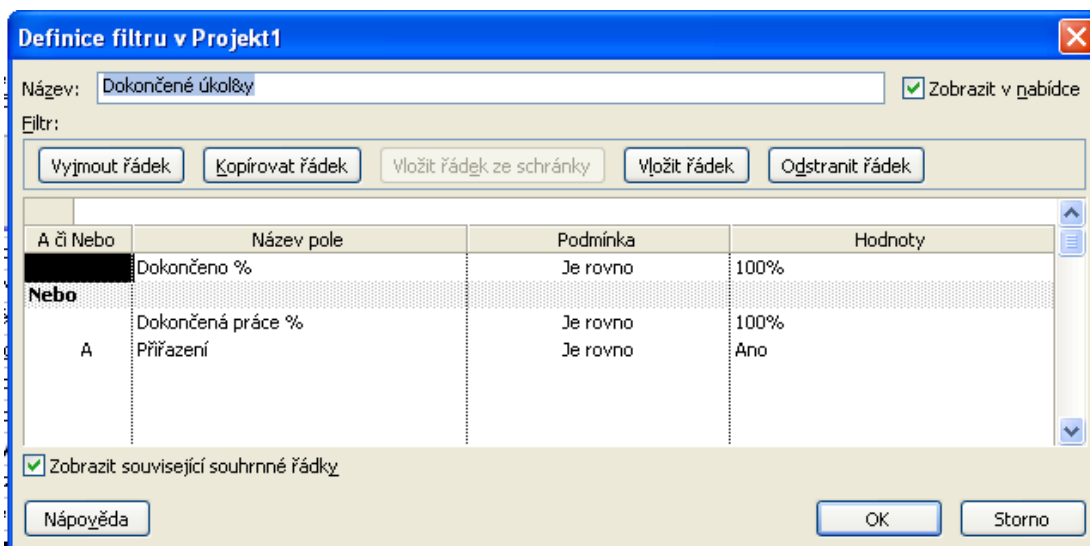 Definice filtru v Projekt1
Název: Dokončené úkol&y Zobrazit v nabídce
Filtr:
Vyjmout řádek Kopírovat řádek Vložit řádek ze schránky Vložit řádek Odstranit řádek
A či Nebo Název pole Podmínka Hodnoty
Dokončeno % Je rovno 100%
Nebo
Dokončená práce % Je rovno 100%
A Přiřazení Je rovno Ano
Zobrazit související souhrnné řádky
Nápověda OK Storno